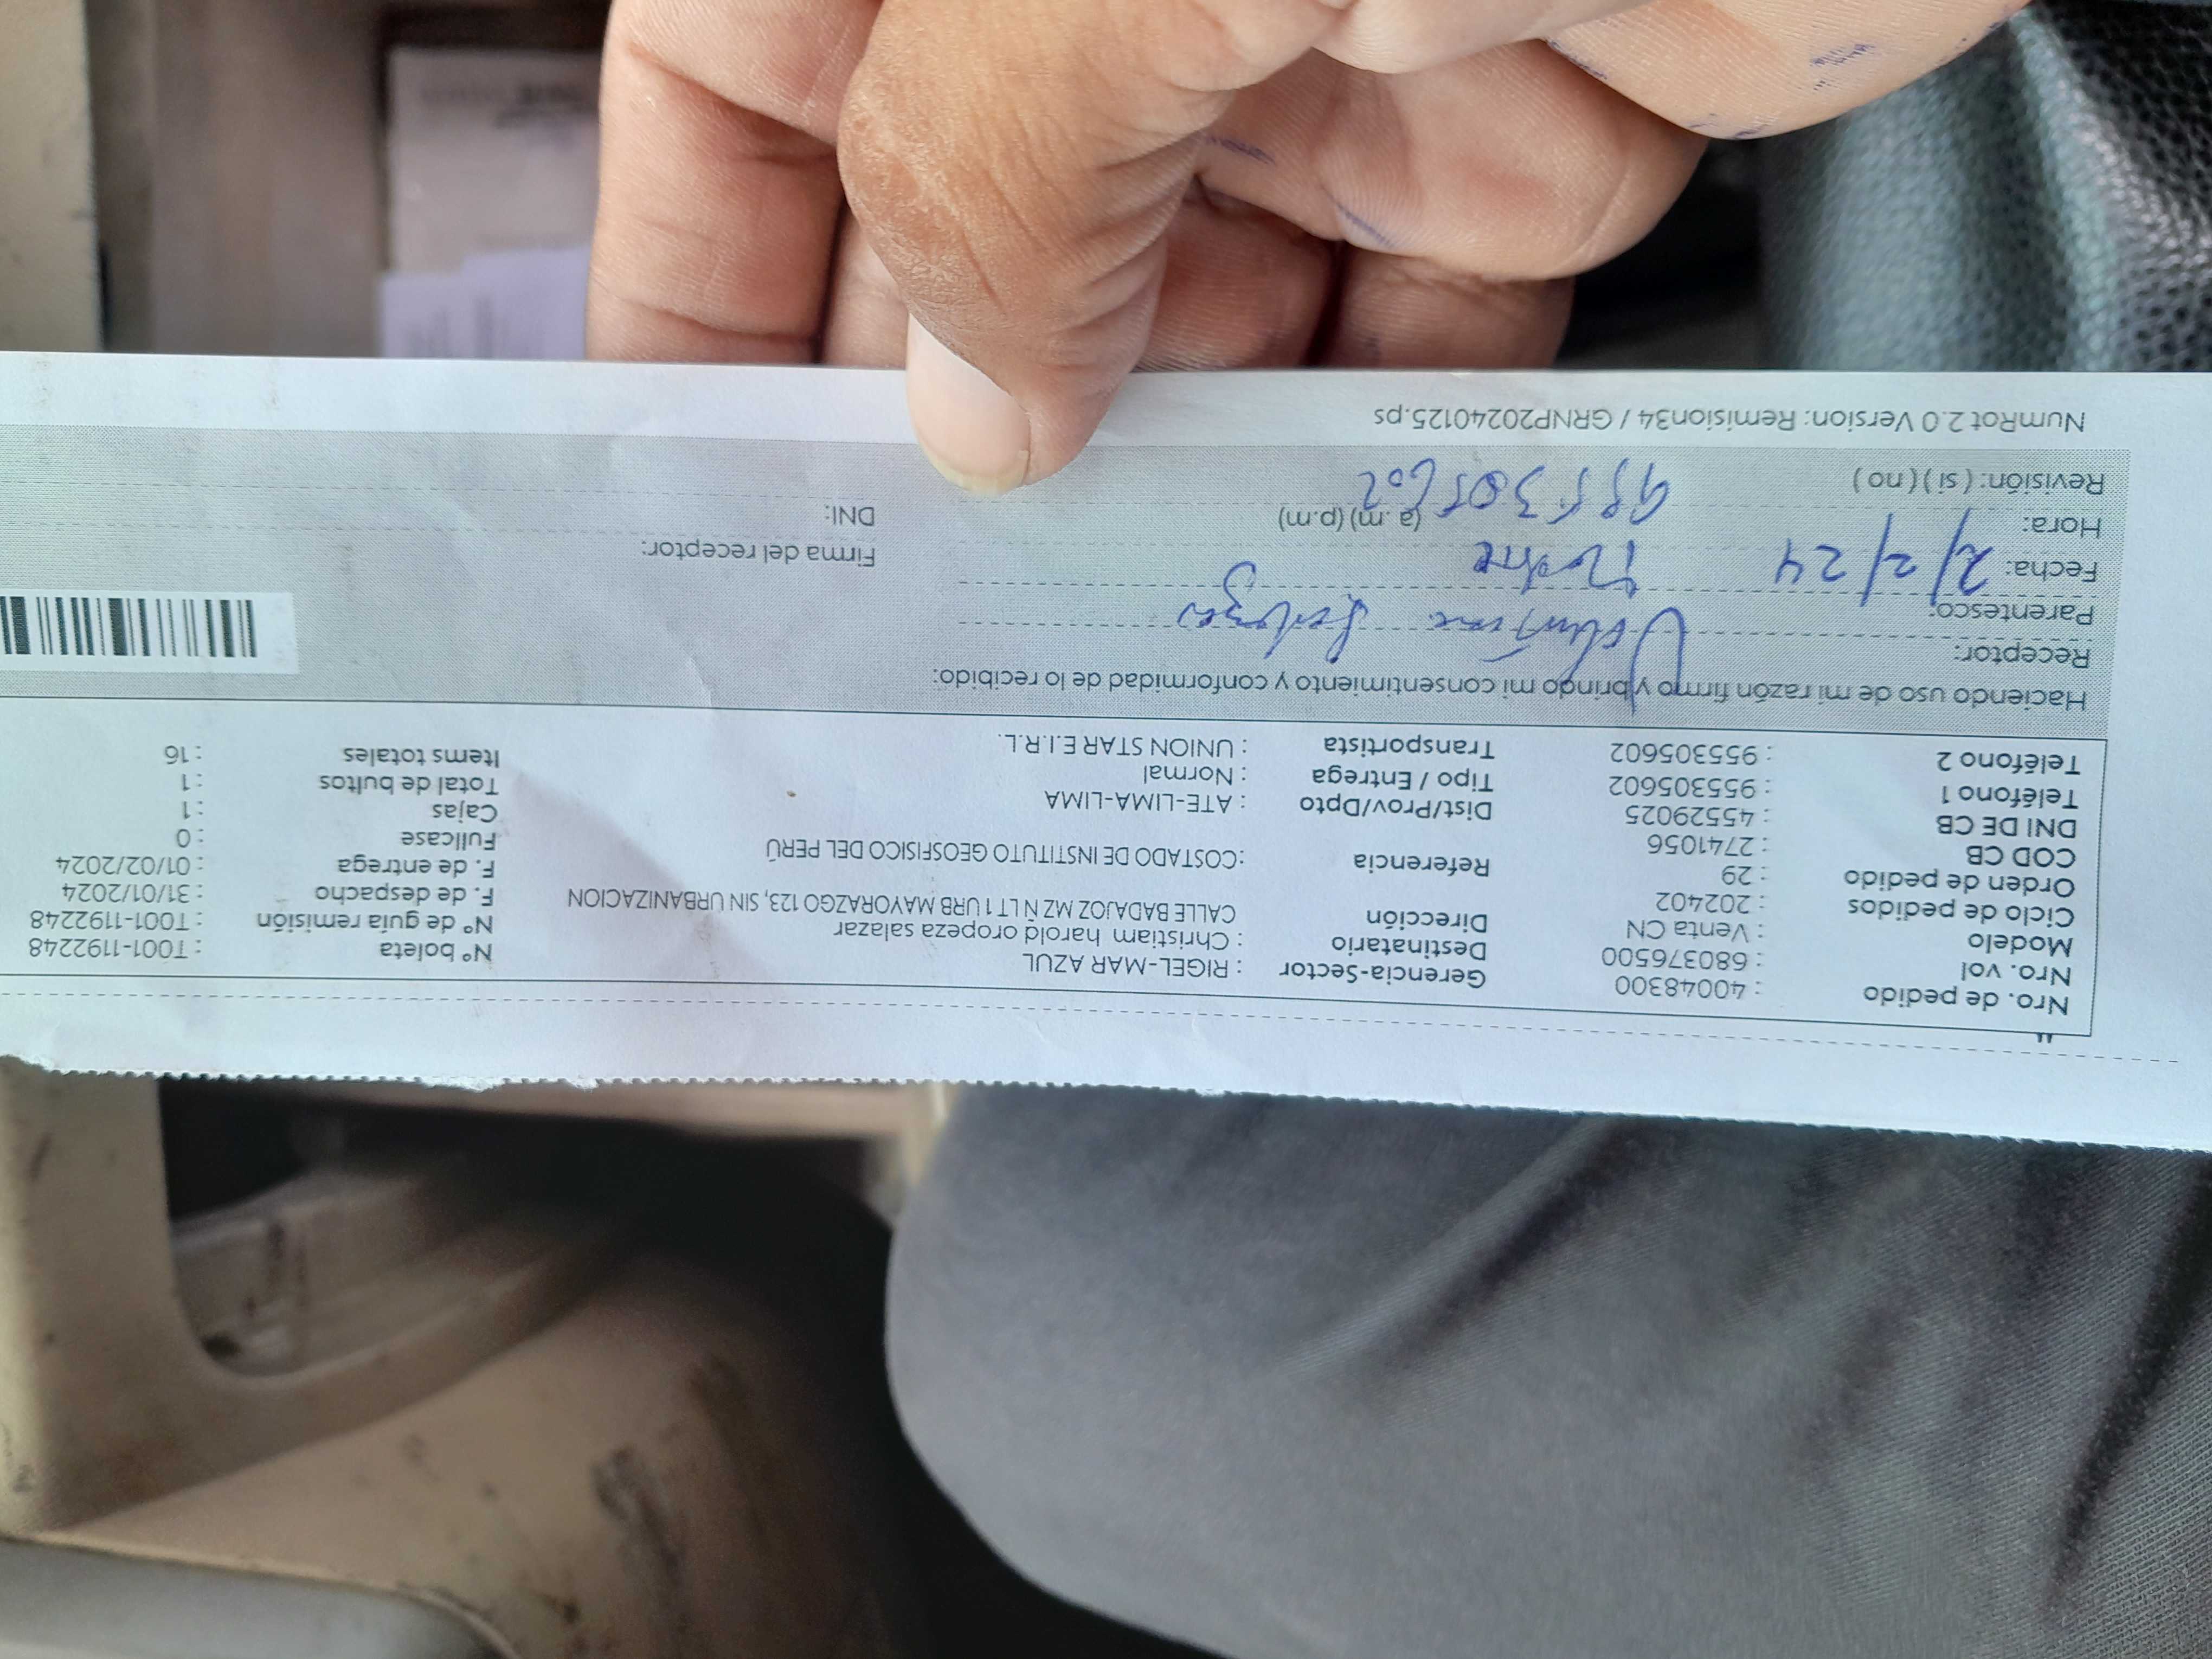 Nro. de pedido : 40048300 Gerencia-Sector : RIGEL-MAR AZUL Nº boleta : T001-1192248
Nro. vol : 680376500 Destinatario : Christiam harold oropeza salazar Nº de guía remisión : T001-1192248
Modelo : Venta CN Dirección CALLE BADAJOZ MZ Ñ LT 1 URB MAYORAZGO 123, SIN URBANIZACION F. de despacho : 31/01/2024
Ciclo de pedidos : 202402 F. de entrega : 01/02/2024
Orden de pedido : 29 Referencia : COSTADO DE INSTITUTO GEOSFISICO DEL PERÚ Fullcase : 0
COD CB : 2741056 Cajas : 1
DNI DE CB : 45529025 Dist/Prov/Dpto : ATE-LIMA-LIMA Total de bultos : 1
Teléfono 1 : 955305602 Tipo / Entrega : Normal Items totales : 16
Teléfono 2 : 955305602 Transportista : UNION STAR E.I.R.L.
Haciendo uso de mi razón firmo y brindo mi consentimiento y conformidad de lo recibido:
Receptor:
Parentesco:
Fecha: 2/2/24 Firma del receptor:
Hora: (a.m) (p.m) DNI:
Revisión: ( si ) ( no ) 955305602
NumRot 2.0 Version: Remision34 / GRNP20240125.ps